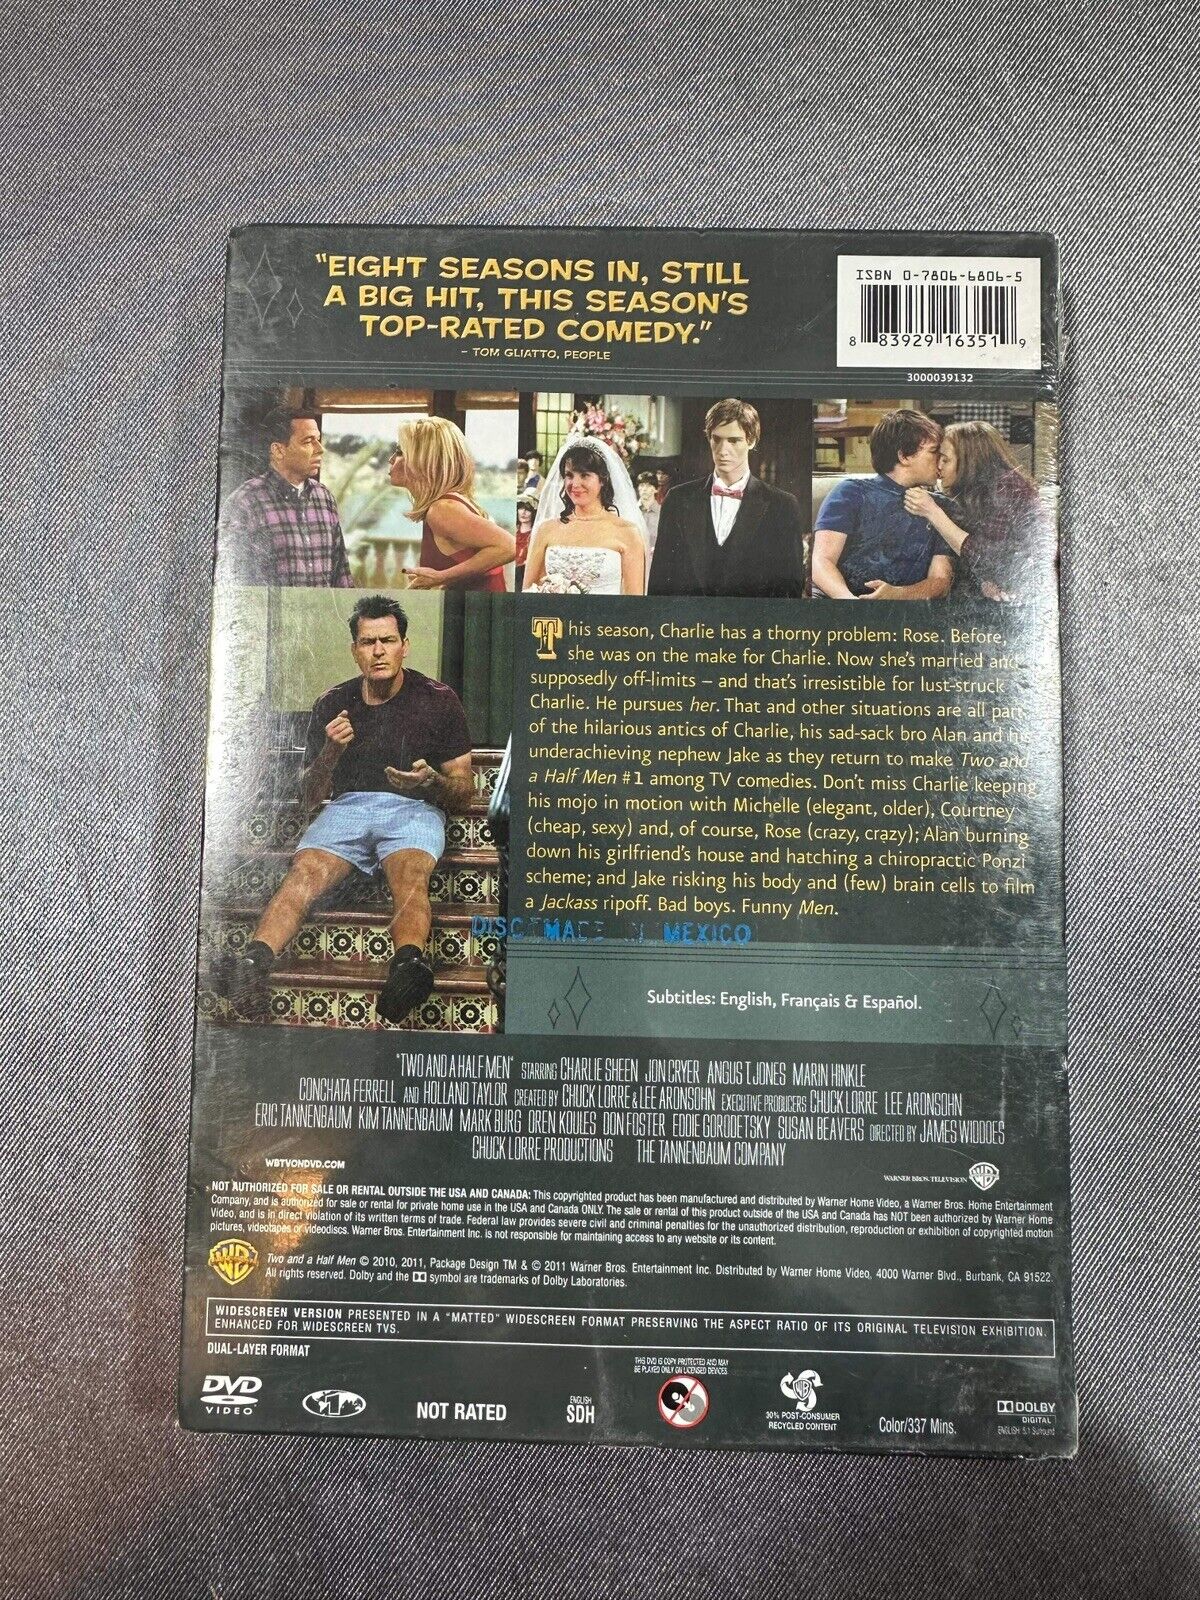 "EIGHT SEASONS IN, STILL
A BIG HIT, THIS SEASON'S
TOP-RATED COMEDY."
– TOM GLIATTO, PEOPLE
ISBN 0-7806-6806-5
8 83929 16351 9
3000039132
This season, Charlie has a thorny problem: Rose. Before,
she was on the make for Charlie. Now she's married and
supposedly off-limits – and that's irresistible for lust-struck
Charlie. He pursues her. That and other situations are all part
of the hilarious antics of Charlie, his sad-sack bro Alan and his
underachieving nephew Jake as they return to make Two and
a Half Men #1 among TV comedies. Don't miss Charlie keeping
his mojo in motion with Michelle (elegant, older), Courtney
(cheap, sexy) and, of course, Rose (crazy, crazy); Alan burning
down his girlfriend's house and hatching a chiropractic Ponzi
scheme; and Jake risking his body and (few) brain cells to film
a Jackass ripoff. Bad boys. Funny Men.
DISC MADE IN MEXICO
Subtitles: English, Français & Español.
"TWO AND A HALF MEN" STARRING CHARLIE SHEEN JON CRYER ANGUS T. JONES MARIN HINKLE
CONCHATA FERRELL AND HOLLAND TAYLOR CREATED BY CHUCK LORRE & LEE ARONSOHN EXECUTIVE PRODUCERS CHUCK LORRE LEE ARONSOHN
ERIC TANNENBAUM KIM TANNENBAUM MARK BURG OREN KOULES DON FOSTER EDDIE GORODETSKY SUSAN BEAVERS DIRECTED BY JAMES WIDDOES
CHUCK LORRE PRODUCTIONS THE TANNENBAUM COMPANY
WBTVONDVD.COM
WARNER BROS. TELEVISION WB
NOT AUTHORIZED FOR SALE OR RENTAL OUTSIDE THE USA AND CANADA: This copyrighted product has been manufactured and distributed by Warner Home Video, a Warner Bros. Home Entertainment
Company, and is authorized for sale or rental for private home use in the USA and Canada ONLY. The sale or rental of this product outside of the USA and Canada has NOT been authorized by Warner Home
Video, and is in direct violation of its written terms of trade. Federal law provides severe civil and criminal penalties for the unauthorized distribution, reproduction or exhibition of copyrighted motion
pictures, videotapes or videodiscs. Warner Bros. Entertainment Inc. is not responsible for maintaining access to any website or its content.
WB
Two and a Half Men © 2010, 2011, Package Design TM & © 2011 Warner Bros. Entertainment Inc. Distributed by Warner Home Video, 4000 Warner Blvd., Burbank, CA 91522.
All rights reserved. Dolby and the symbol are trademarks of Dolby Laboratories.
WIDESCREEN VERSION PRESENTED IN A "MATTED" WIDESCREEN FORMAT PRESERVING THE ASPECT RATIO OF ITS ORIGINAL TELEVISION EXHIBITION.
ENHANCED FOR WIDESCREEN TVS.
DUAL-LAYER FORMAT
DVD
VIDEO
1
NOT RATED
ENGLISH
SDH
THIS DVD IS COPY PROTECTED AND MAY
BE PLAYED ONLY ON LICENSED DEVICES.
WB
30% POST-CONSUMER
RECYCLED CONTENT
Color/337 Mins.
DOLBY
DIGITAL
ENGLISH: 5.1 Surround